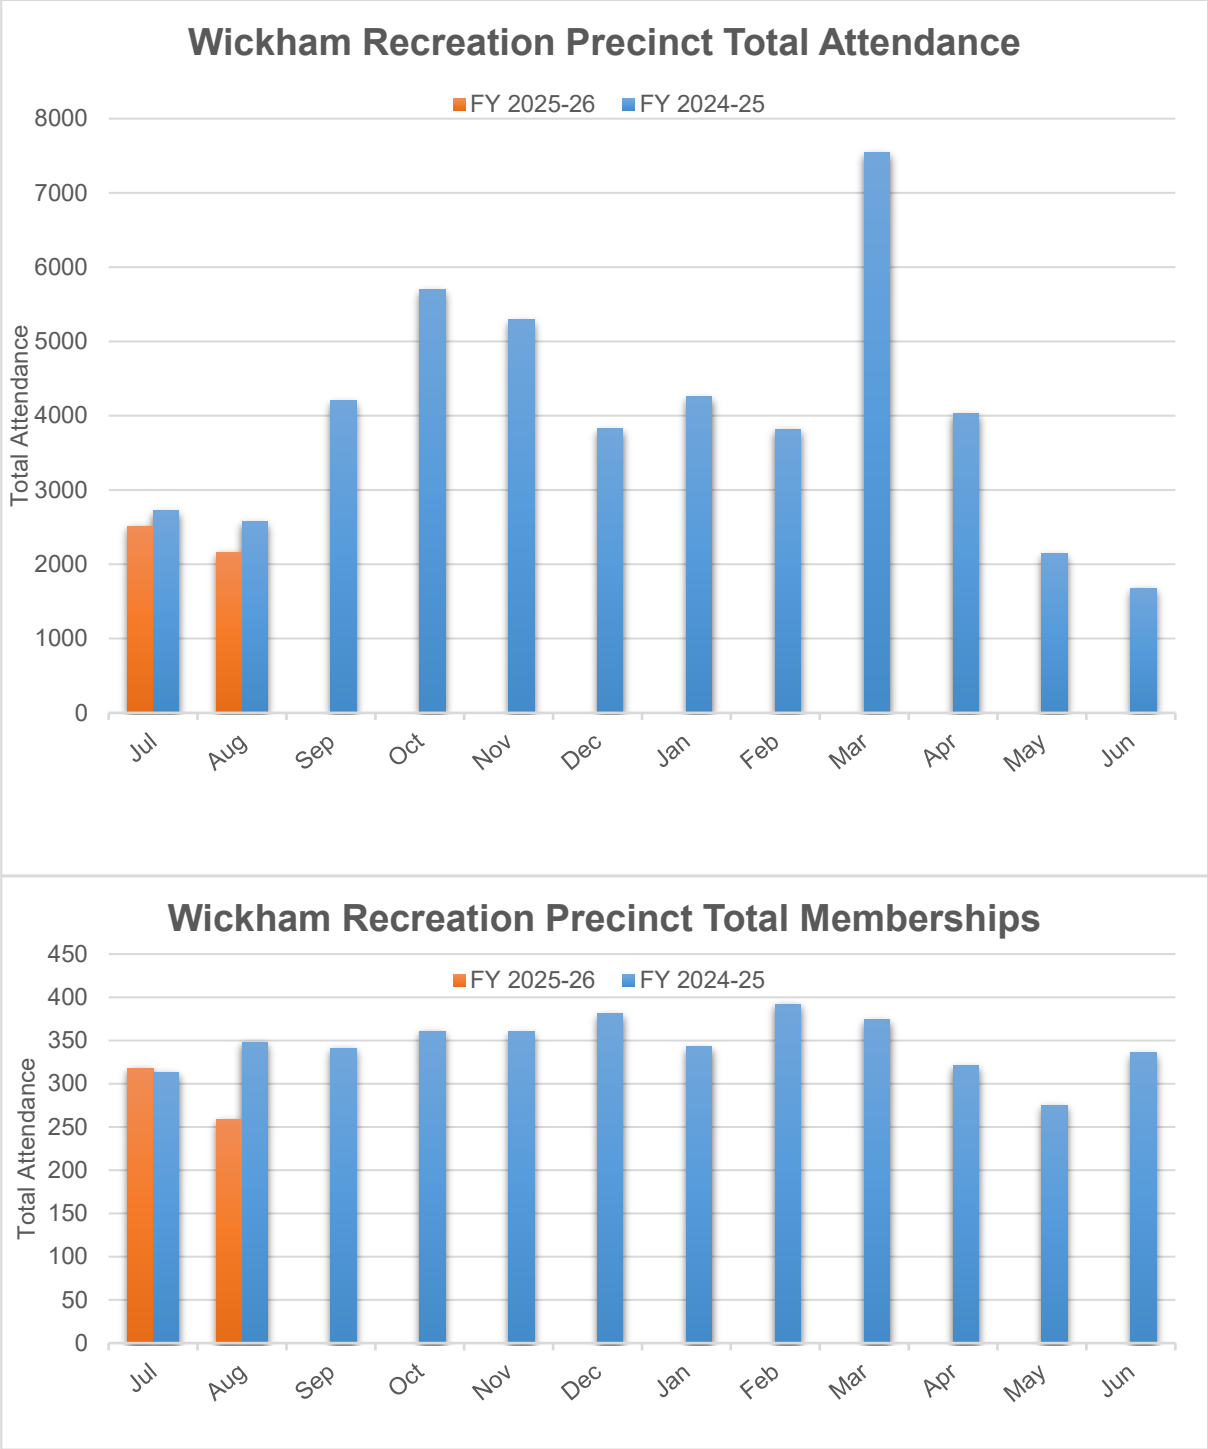 Wickham Recreation Precinct Total Attendance
FY 2025-26 FY 2024-25
8000
7000
6000
5000
4000
3000
2000
1000
0
Total Attendance
Jul Aug Sep Oct Nov Dec Jan Feb Mar Apr May Jun
Wickham Recreation Precinct Total Memberships
FY 2025-26 FY 2024-25
450
400
350
300
250
200
150
100
50
0
Total Attendance
Jul Aug Sep Oct Nov Dec Jan Feb Mar Apr May Jun